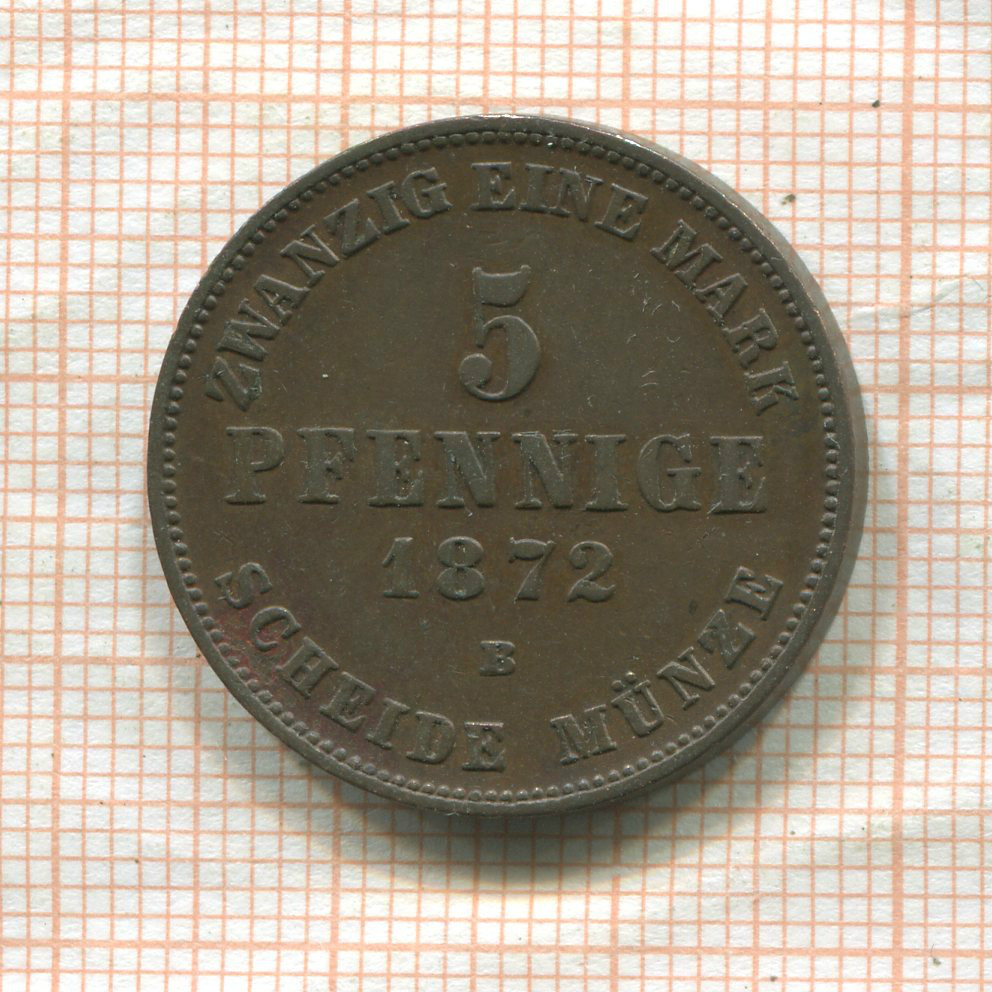 ZWANZIG EINE MARK
5
PFENNIGE
1872
B
SCHEIDE MÜNZE